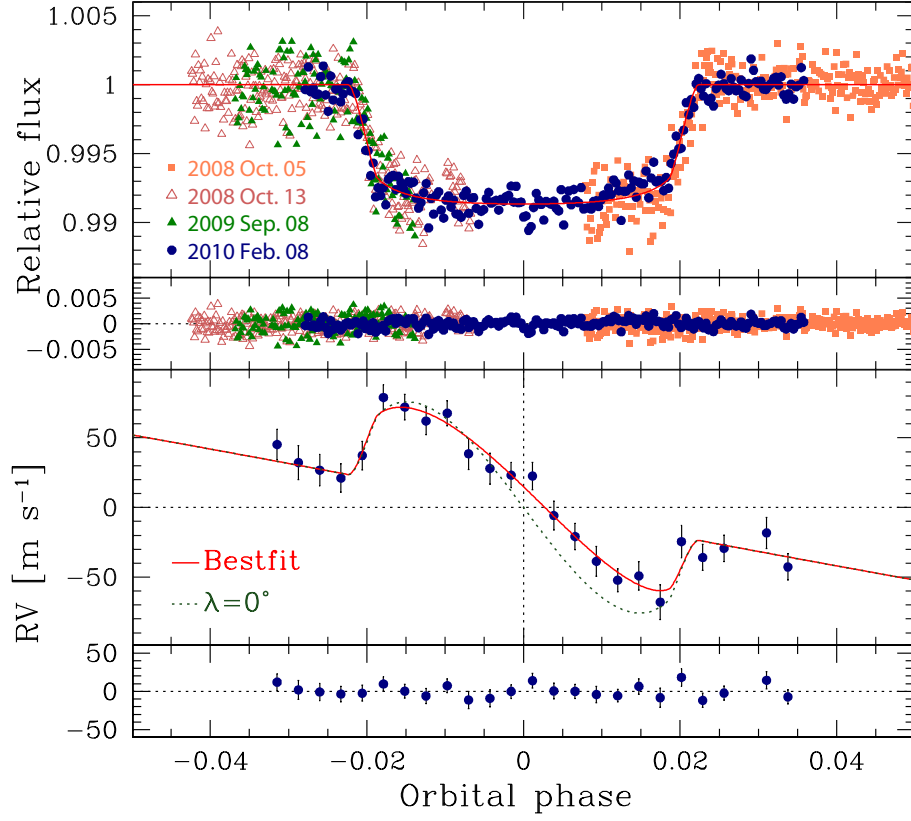 1.005
1
0.995
0.99
Relative flux
2008 Oct. 05
2008 Oct. 13
2009 Sep. 08
2010 Feb. 08
0.005
0
−0.005
50
0
−50
RV [m s⁻¹]
Bestfit
λ=0°
50
0
−50
−0.04
−0.02
0
0.02
0.04
Orbital phase